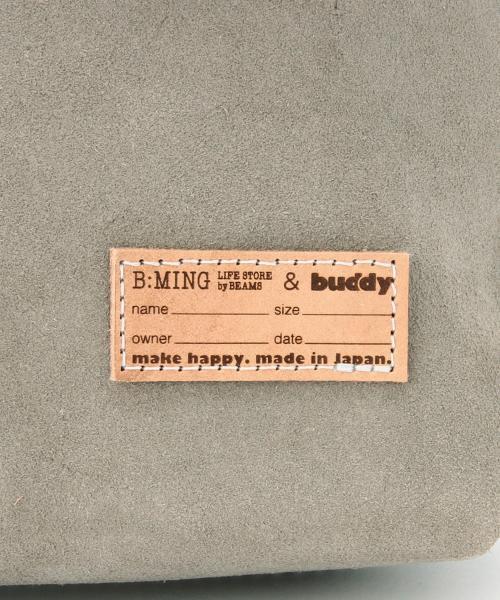 B:MING LIFE STORE by BEAMS & buddy
name size
owner date
make happy. made in Japan.